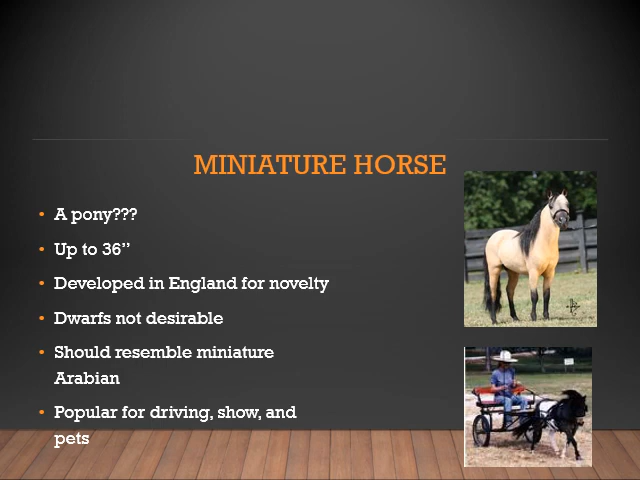 MINIATURE HORSE
• A pony???
• Up to 36”
• Developed in England for novelty
• Dwarfs not desirable
• Should resemble miniature
Arabian
• Popular for driving, show, and
pets